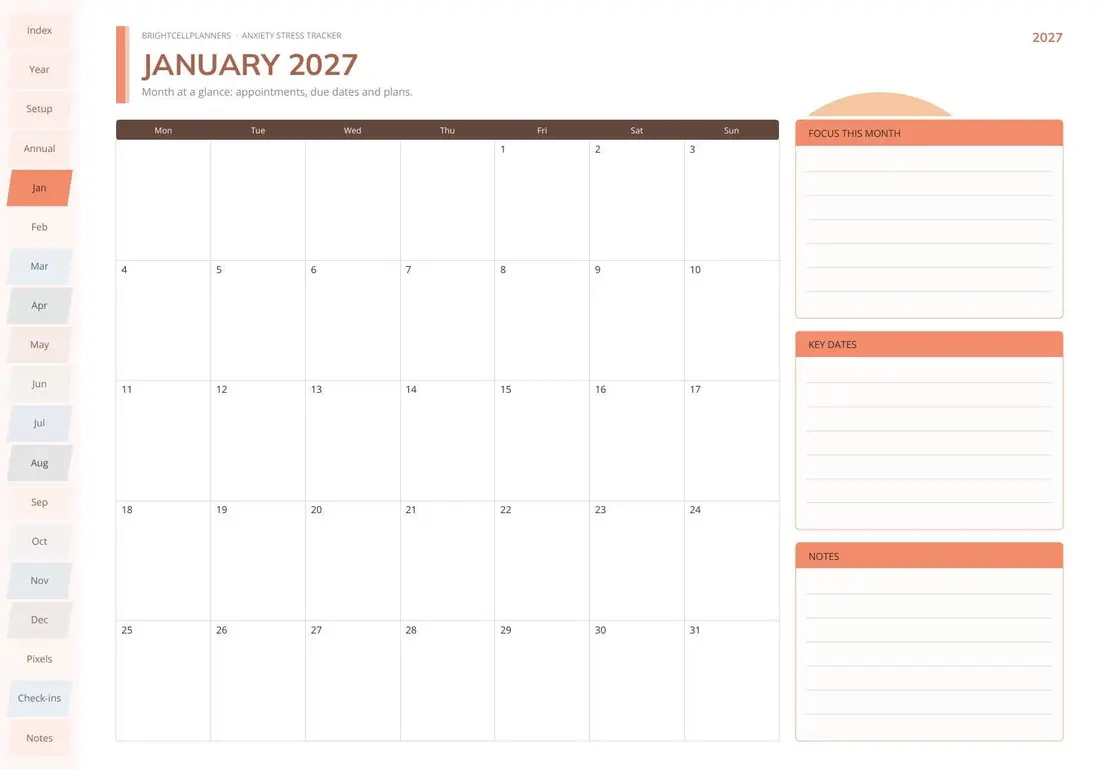 Index
Year
Setup
Annual
Jan
Feb
Mar
Apr
May
Jun
Jul
Aug
Sep
Oct
Nov
Dec
Pixels
Check-ins
Notes
BRIGHTCELLPLANNERS · ANXIETY STRESS TRACKER
JANUARY 2027
Month at a glance: appointments, due dates and plans.
2027
Mon Tue Wed Thu Fri Sat Sun
1 2 3
4 5 6 7 8 9 10
11 12 13 14 15 16 17
18 19 20 21 22 23 24
25 26 27 28 29 30 31
FOCUS THIS MONTH
KEY DATES
NOTES